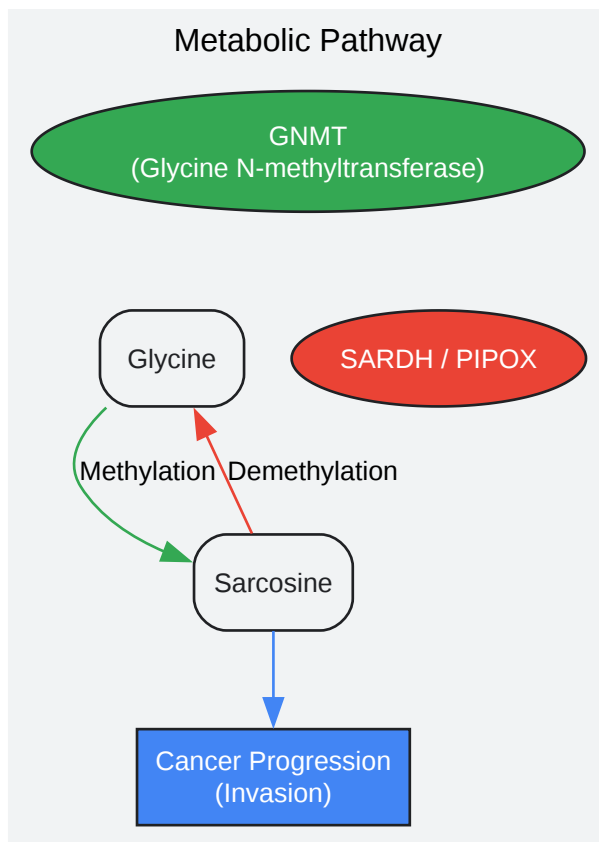 Metabolic Pathway
GNMT
(Glycine N-methyltransferase)
Glycine
SARDH / PIPOX
Methylation
Demethylation
Sarcosine
Cancer Progression
(Invasion)